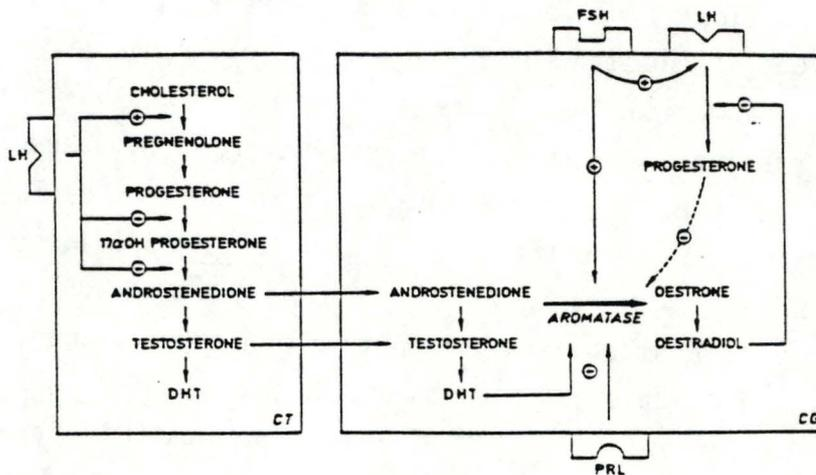 FSH
LH
LH
CHOLESTEROL
+
PREGNENOLONE
PROGESTERONE
-
17αOH PROGESTERONE
-
ANDROSTENEDIONE
TESTOSTERONE
DHT
CT
+
-
+
PROGESTERONE
-
ANDROSTENEDIONE
OESTRONE
AROMATASE
TESTOSTERONE
OESTRADIOL
-
DHT
PRL